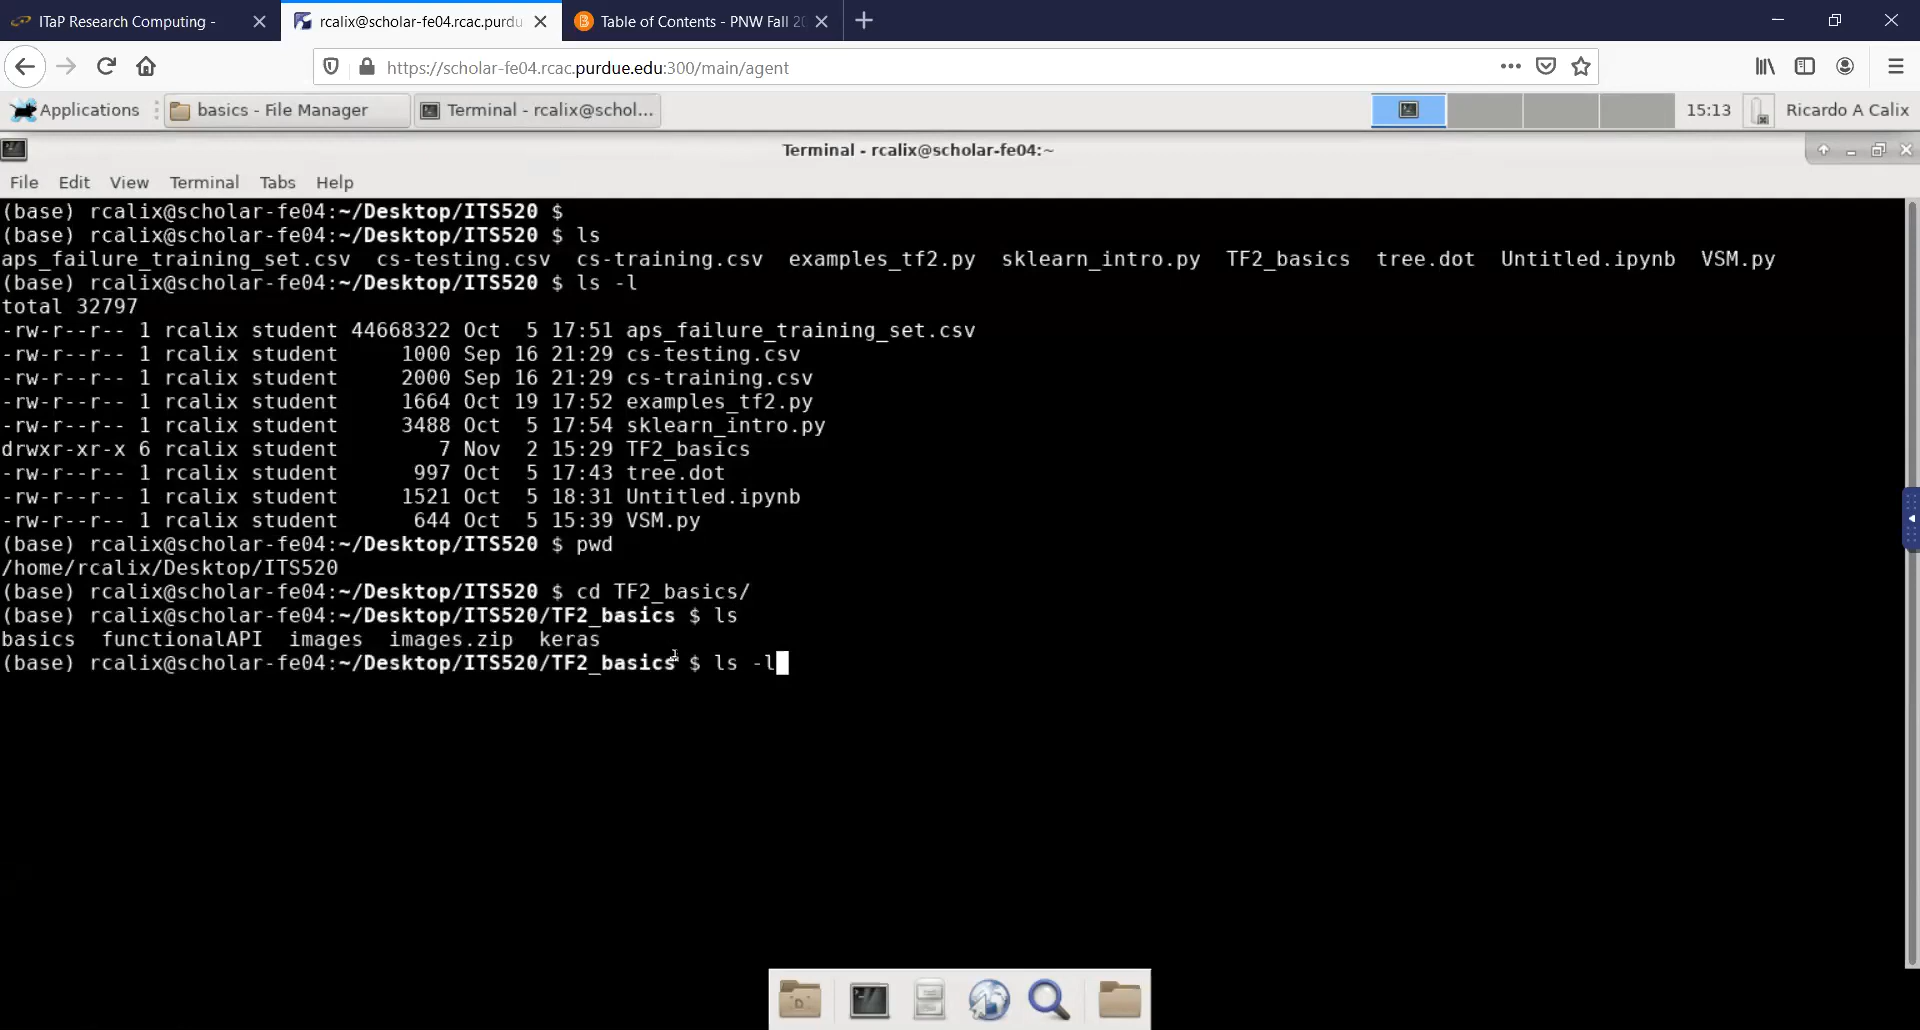 ITaP Research Computing -
rcalix@scholar-fe04.rcac.purdu
Table of Contents - PNW Fall 20
https://scholar-fe04.rcac.purdue.edu:300/main/agent
Applications
basics - File Manager
Terminal - rcalix@schol...
15:13
Ricardo A Calix
Terminal - rcalix@scholar-fe04:~
File Edit View Terminal Tabs Help
(base) rcalix@scholar-fe04:~/Desktop/ITS520 $
(base) rcalix@scholar-fe04:~/Desktop/ITS520 $ ls
aps_failure_training_set.csv  cs-testing.csv  cs-training.csv  examples_tf2.py  sklearn_intro.py  TF2_basics  tree.dot  Untitled.ipynb  VSM.py
(base) rcalix@scholar-fe04:~/Desktop/ITS520 $ ls -l
total 32797
-rw-r--r-- 1 rcalix student 44668322 Oct  5 17:51 aps_failure_training_set.csv
-rw-r--r-- 1 rcalix student     1000 Sep 16 21:29 cs-testing.csv
-rw-r--r-- 1 rcalix student     2000 Sep 16 21:29 cs-training.csv
-rw-r--r-- 1 rcalix student     1664 Oct 19 17:52 examples_tf2.py
-rw-r--r-- 1 rcalix student     3488 Oct  5 17:54 sklearn_intro.py
drwxr-xr-x 6 rcalix student        7 Nov  2 15:29 TF2_basics
-rw-r--r-- 1 rcalix student      997 Oct  5 17:43 tree.dot
-rw-r--r-- 1 rcalix student     1521 Oct  5 18:31 Untitled.ipynb
-rw-r--r-- 1 rcalix student      644 Oct  5 15:39 VSM.py
(base) rcalix@scholar-fe04:~/Desktop/ITS520 $ pwd
/home/rcalix/Desktop/ITS520
(base) rcalix@scholar-fe04:~/Desktop/ITS520 $ cd TF2_basics/
(base) rcalix@scholar-fe04:~/Desktop/ITS520/TF2_basics $ ls
basics  functionalAPI  images  images.zip  keras
(base) rcalix@scholar-fe04:~/Desktop/ITS520/TF2_basics $ ls -l